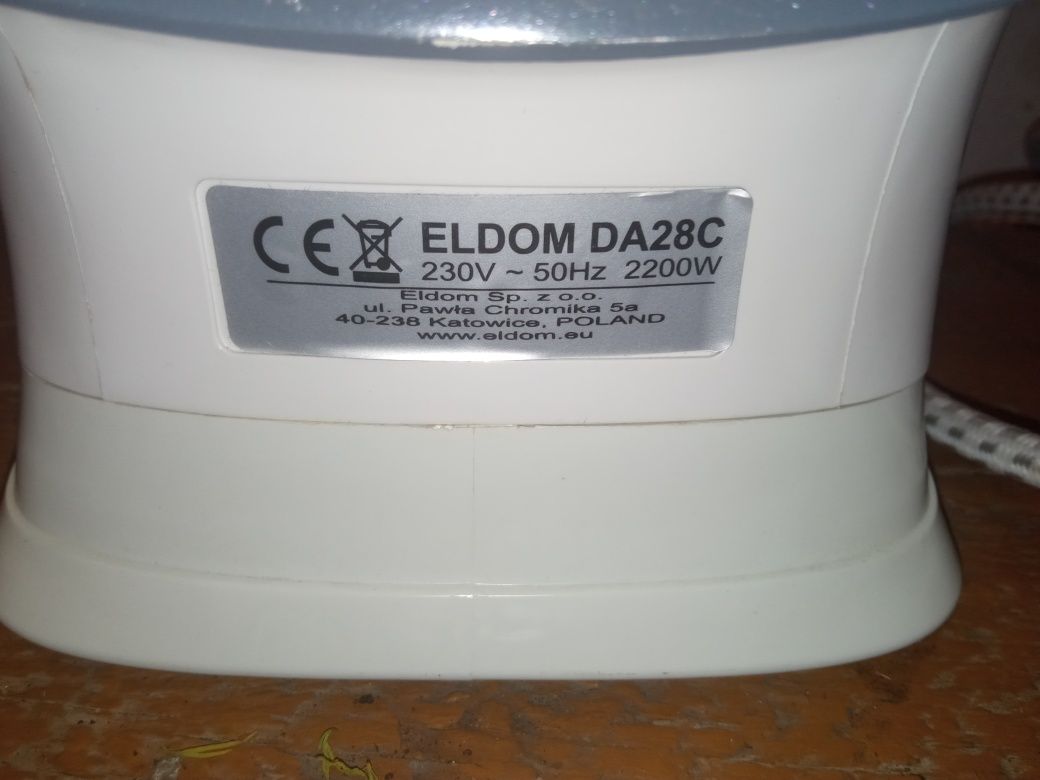 CE ELDOM DA28C
230V ~ 50Hz 2200W
Eldom Sp. z o.o.
ul. Pawła Chromika 5a
40-238 Katowice, POLAND
www.eldom.eu